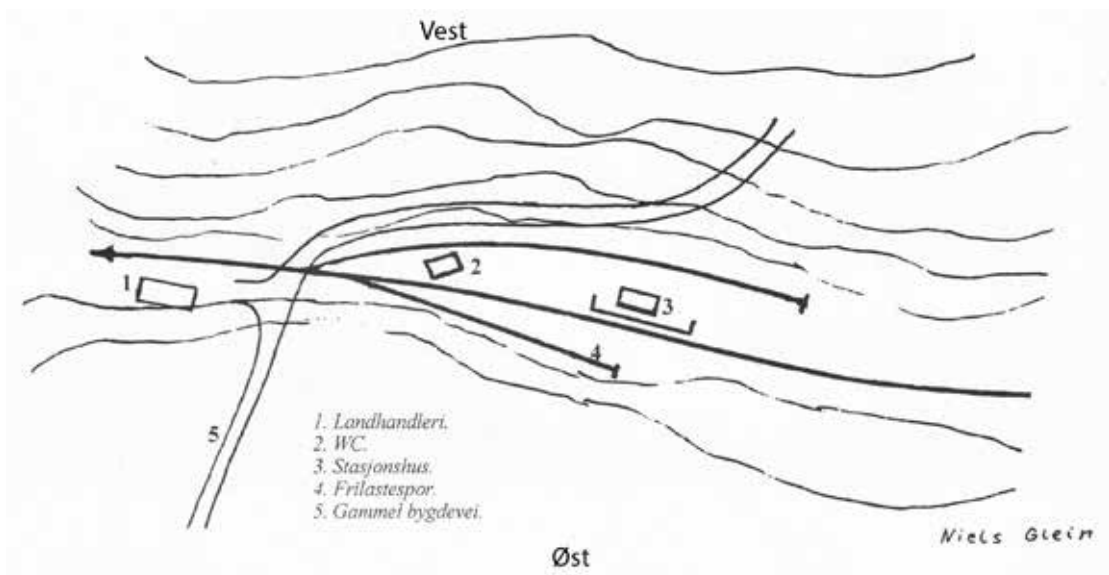 Vest
1
2
3
4
5
1. Landhandleri.
2. WC.
3. Stasjonshus.
4. Frilastespor.
5. Gammel bygdevei.
Niels Glein
Øst